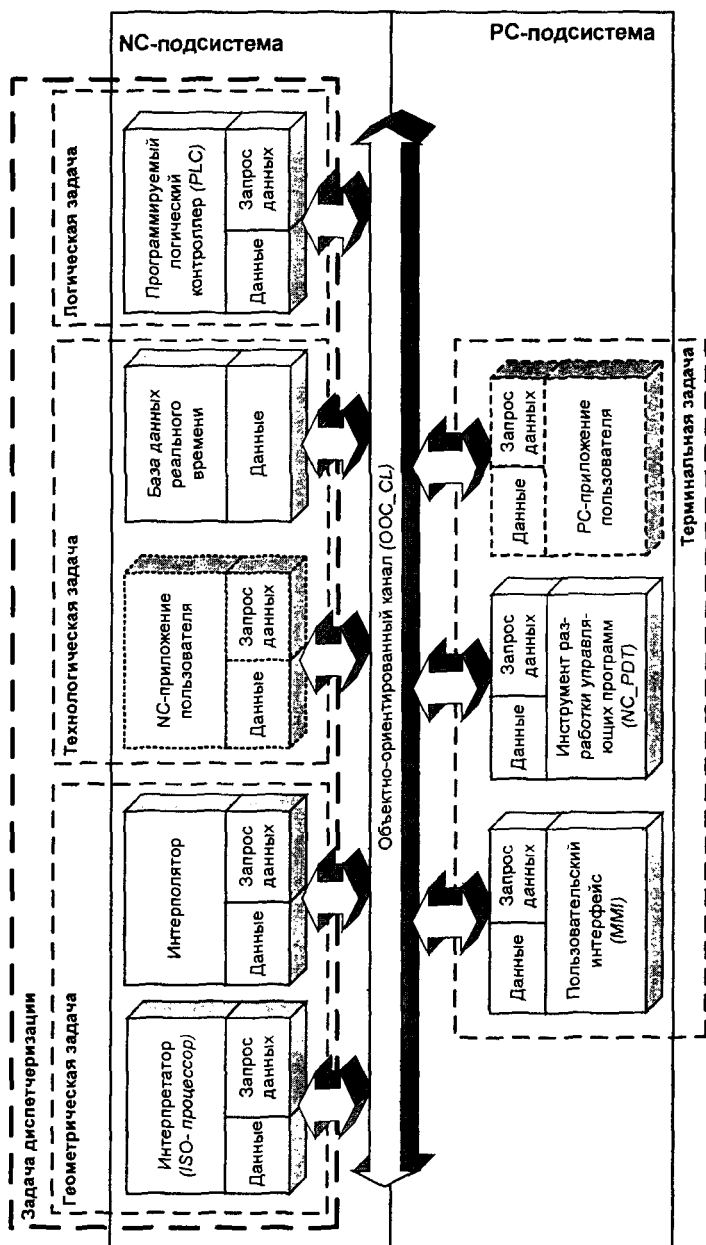 Задача диспетчеризации
Геометрическая задача
Технологическая задача
Логическая задача
NC-подсистема
Интерпретатор
(ISO- процессор)
Данные
Запрос
данных
Интерполятор
Данные
Запрос
данных
NC-приложение
пользователя
Данные
Запрос
данных
База данных
реального
времени
Данные
Программируемый
логический
контроллер (PLC)
Данные
Запрос
данных
Объектно-ориентированный канал (OOC_CL)
PC-подсистема
Данные
Запрос
данных
Пользовательский
интерфейс
(MMI)
Данные
Запрос
данных
Инструмент раз-
работки управля-
ющих программ
(NC_PDT)
Данные
Запрос
данных
PC-приложение
пользователя
Терминальная задача